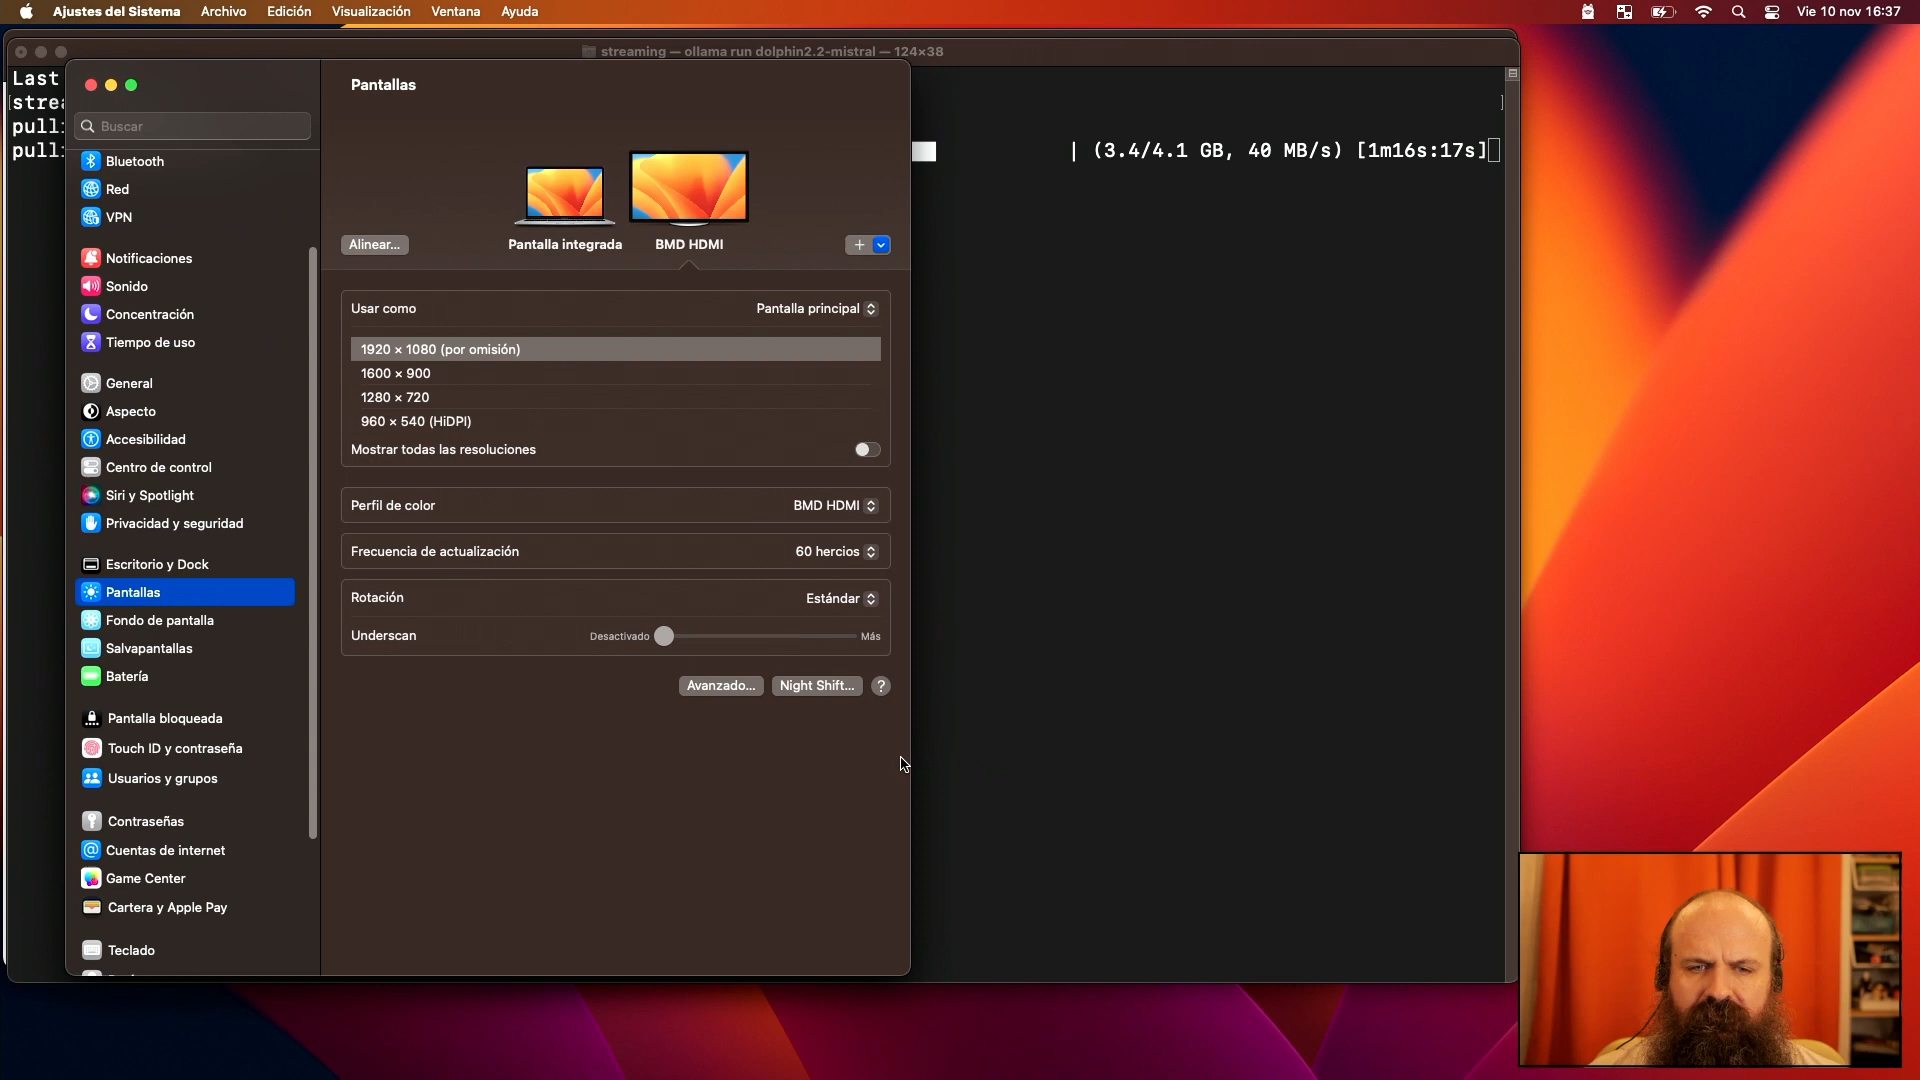 Ajustes del Sistema Archivo Edición Visualización Ventana Ayuda Vie 10 nov 16:37
streaming — ollama run dolphin2.2-mistral — 124×38
Last
strea
pulli
pulli | (3.4/4.1 GB, 40 MB/s) [1m16s:17s]
Buscar
Bluetooth
Red
VPN
Notificaciones
Sonido
Concentración
Tiempo de uso
General
Aspecto
Accesibilidad
Centro de control
Siri y Spotlight
Privacidad y seguridad
Escritorio y Dock
Pantallas
Fondo de pantalla
Salvapantallas
Batería
Pantalla bloqueada
Touch ID y contraseña
Usuarios y grupos
Contraseñas
Cuentas de internet
Game Center
Cartera y Apple Pay
Teclado
Pantallas
Alinear... Pantalla integrada BMD HDMI +
Usar como Pantalla principal
1920 × 1080 (por omisión)
1600 × 900
1280 × 720
960 × 540 (HiDPI)
Mostrar todas las resoluciones
Perfil de color BMD HDMI
Frecuencia de actualización 60 hercios
Rotación Estándar
Underscan Desactivado Más
Avanzado... Night Shift... ?